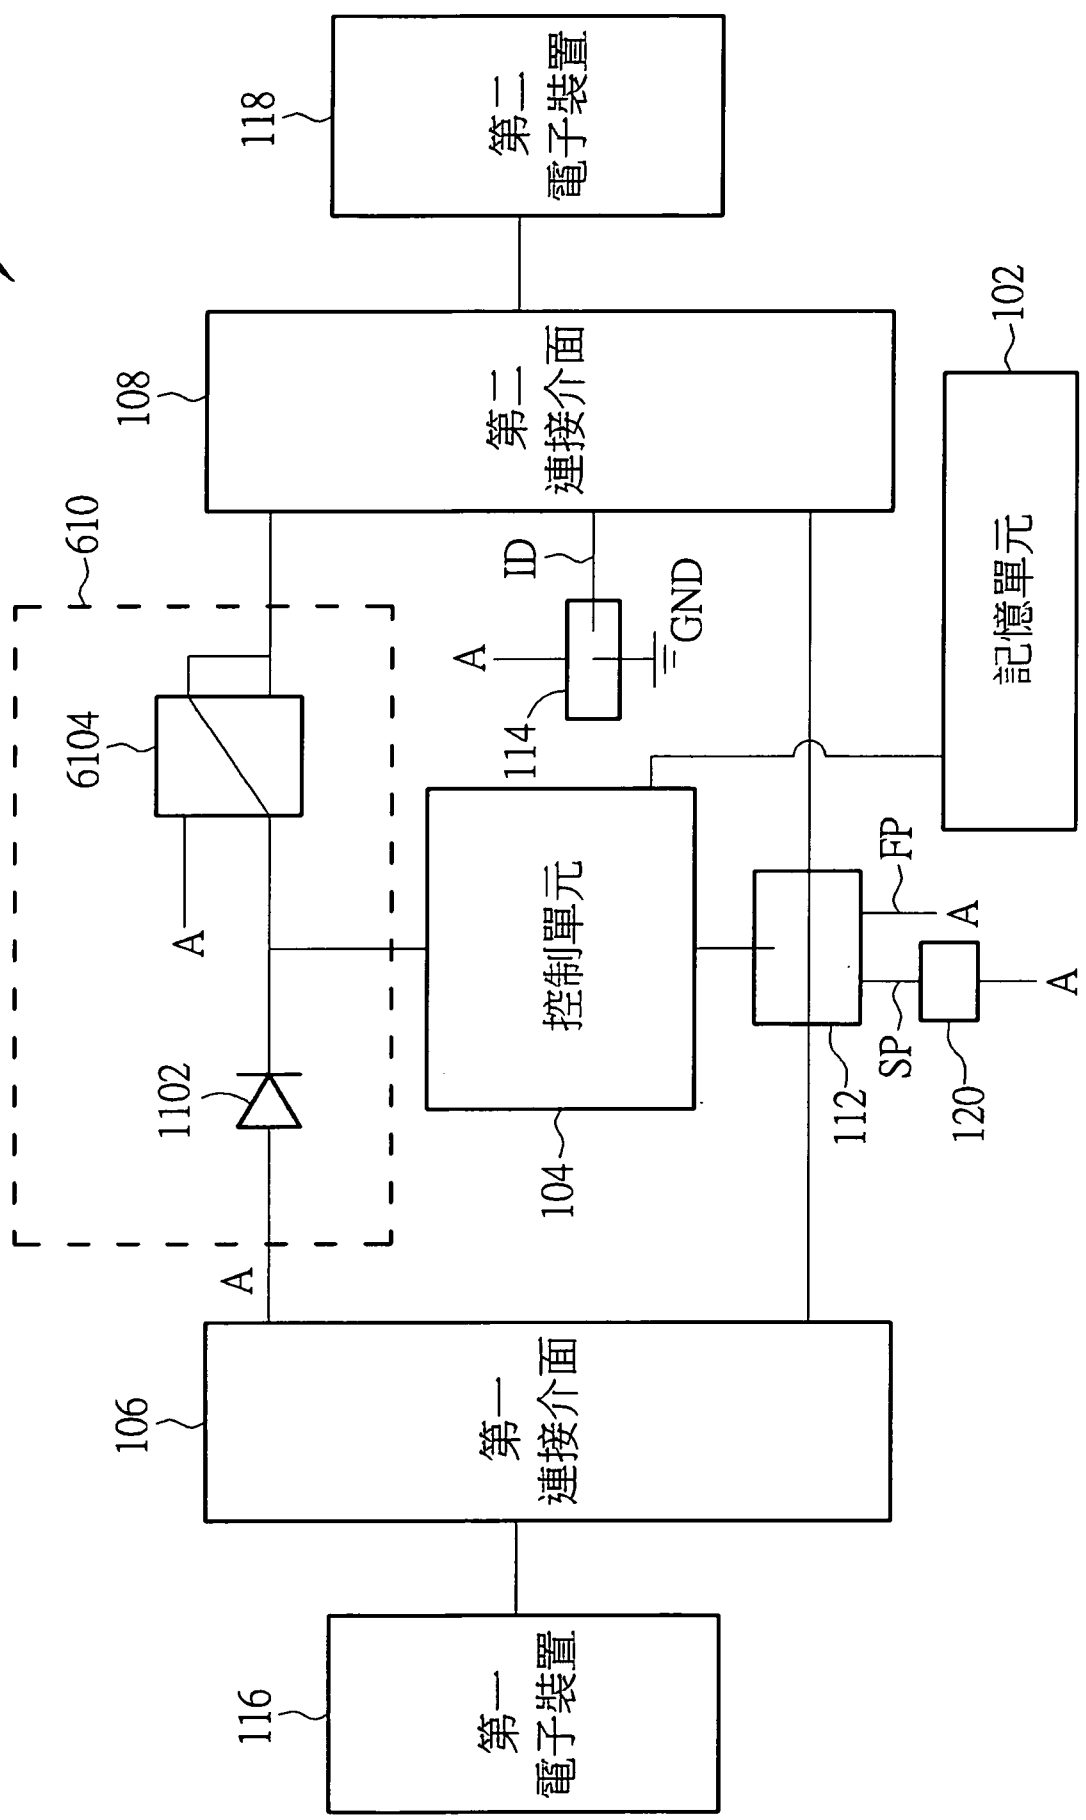 116
第一
電子裝置
106
第一
連接介面
A
610
1102
A
6104
104
控制單元
A
114
ID
GND
112
SP
FP
120
A
A
102
記憶單元
108
第二
連接介面
118
第二
電子裝置